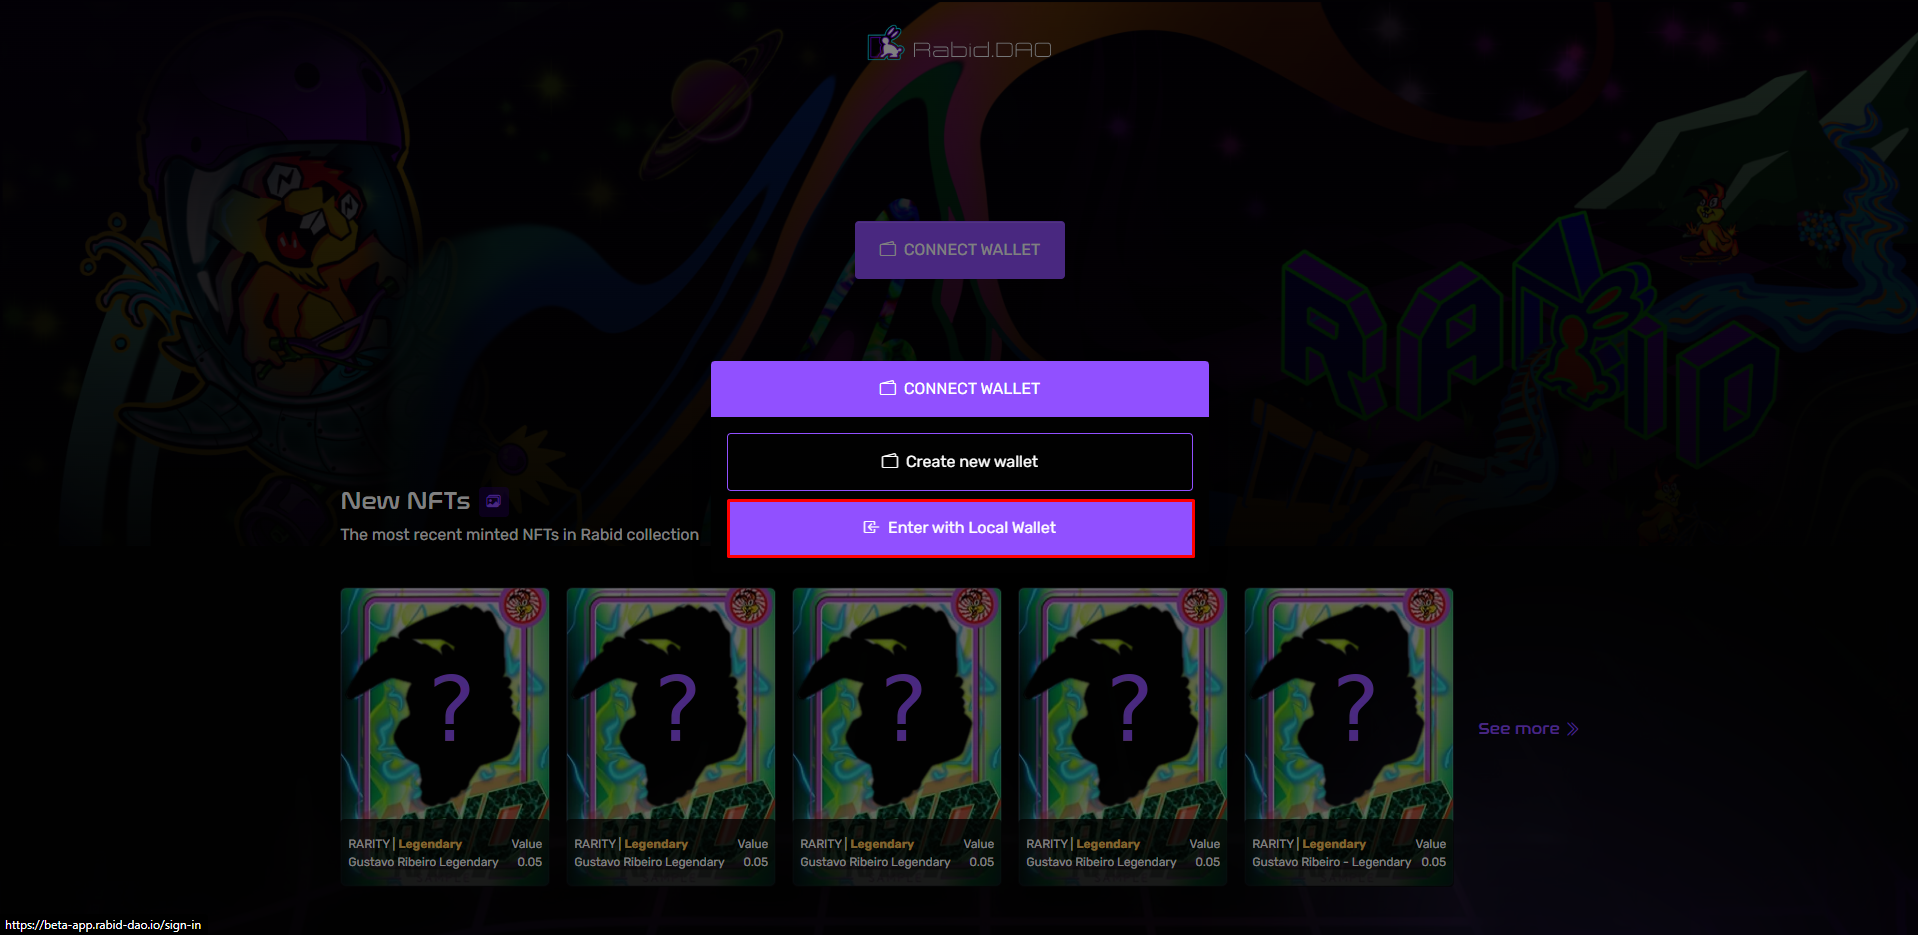 Rabid.DAO
CONNECT WALLET
RABID
CONNECT WALLET
Create new wallet
Enter with Local Wallet
New NFTs
The most recent minted NFTs in Rabid collection
? ? ? ? ?
See more
RARITY | Legendary Value
Gustavo Ribeiro Legendary 0.05
RARITY | Legendary Value
Gustavo Ribeiro Legendary 0.05
RARITY | Legendary Value
Gustavo Ribeiro Legendary 0.05
RARITY | Legendary Value
Gustavo Ribeiro Legendary 0.05
RARITY | Legendary Value
Gustavo Ribeiro - Legendary 0.05
https://beta-app.rabid-dao.io/sign-in